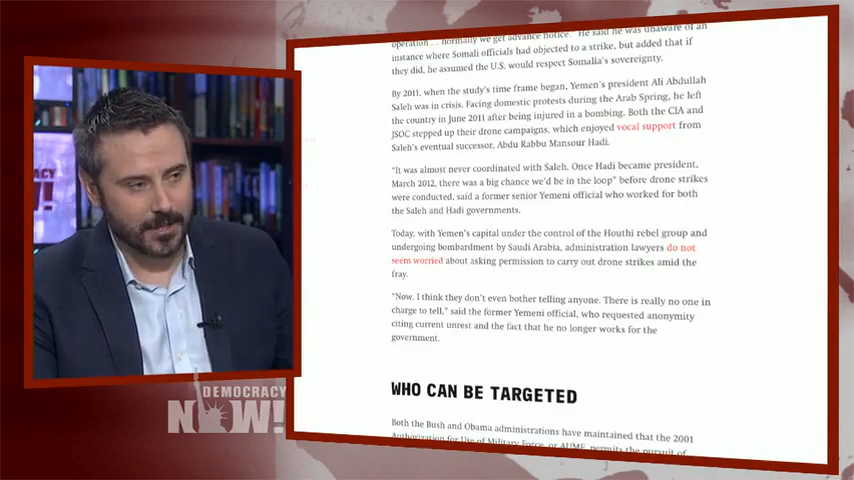 operation ... normally we get advance notice." He said he was unaware of an
instance where Somali officials had objected to a strike, but added that if
they did, he assumed the U.S. would respect Somalia's sovereignty.
By 2011, when the study's time frame began, Yemen's president Ali Abdullah
Saleh was in crisis. Facing domestic protests during the Arab Spring, he left
the country in June 2011 after being injured in a bombing. Both the CIA and
JSOC stepped up their drone campaigns, which enjoyed vocal support from
Saleh's eventual successor, Abdu Rabbu Mansour Hadi.
"It was almost never coordinated with Saleh. Once Hadi became president,
March 2012, there was a big chance we'd be in the loop" before drone strikes
were conducted, said a former senior Yemeni official who worked for both
the Saleh and Hadi governments.
Today, with Yemen's capital under the control of the Houthi rebel group and
undergoing bombardment by Saudi Arabia, administration lawyers do not
seem worried about asking permission to carry out drone strikes amid the
fray.
"Now, I think they don't even bother telling anyone. There is really no one in
charge to tell," said the former Yemeni official, who requested anonymity
citing current unrest and the fact that he no longer works for the
government.
WHO CAN BE TARGETED
Both the Bush and Obama administrations have maintained that the 2001
Authorization for Use of Military Force, or AUMF, permits the pursuit of
CRACY
OW!
DEMOCRACY
NOW!